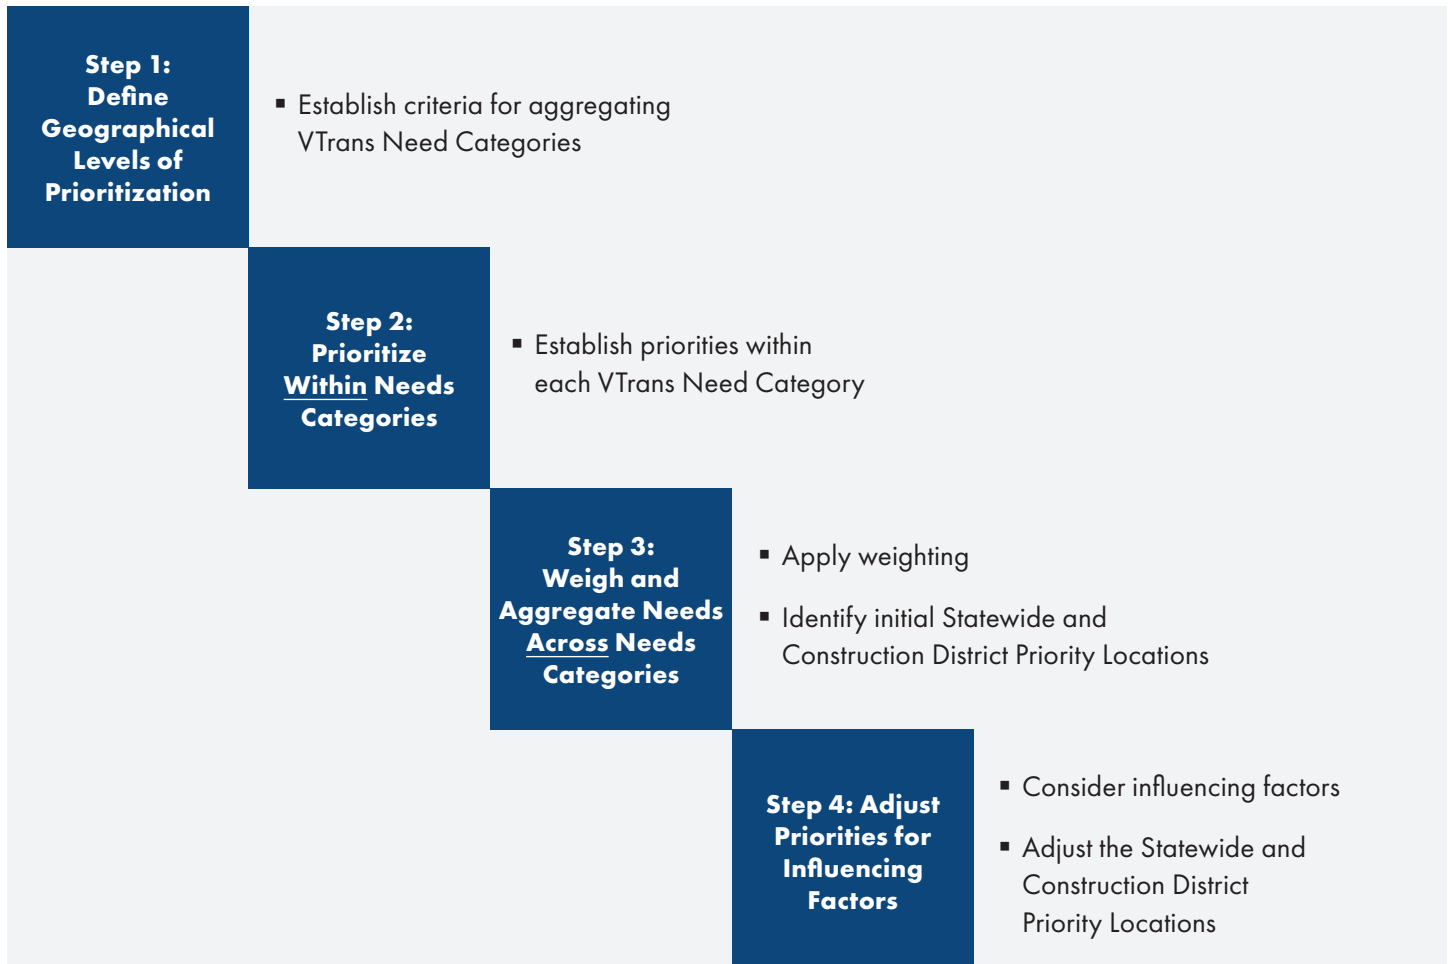 Step 1:
Define
Geographical
Levels of
Prioritization
▪ Establish criteria for aggregating
VTrans Need Categories
Step 2:
Prioritize
Within Needs
Categories
▪ Establish priorities within
each VTrans Need Category
Step 3:
Weigh and
Aggregate Needs
Across Needs
Categories
▪ Apply weighting
▪ Identify initial Statewide and
Construction District Priority Locations
Step 4: Adjust
Priorities for
Influencing
Factors
▪ Consider influencing factors
▪ Adjust the Statewide and
Construction District
Priority Locations